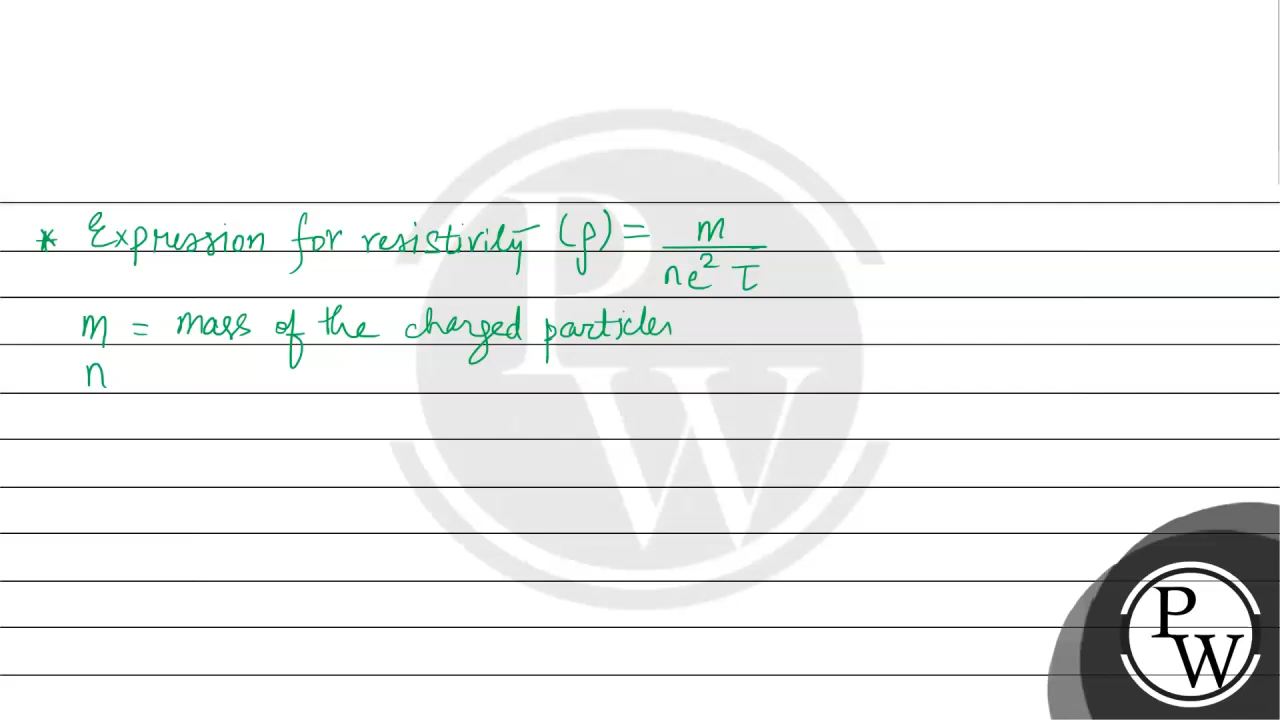 * Expression for resistivity (ρ) = m / ne² τ
m = mass of the charged particles
n
P
W
P
W